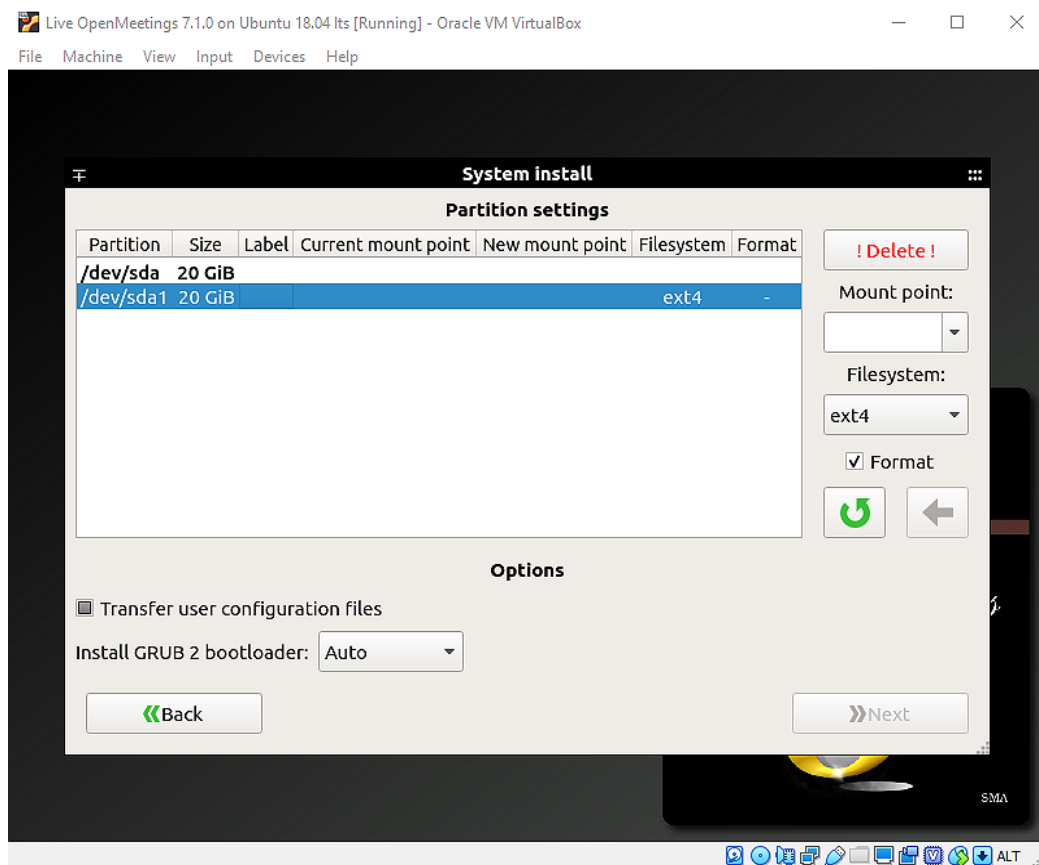 Live OpenMeetings 7.1.0 on Ubuntu 18.04 lts [Running] - Oracle VM VirtualBox
File Machine View Input Devices Help
System install
Partition settings
Partition Size Label Current mount point New mount point Filesystem Format
/dev/sda 20 GiB
/dev/sda1 20 GiB ext4 -
! Delete !
Mount point:
Filesystem:
ext4
Format
Options
Transfer user configuration files
Install GRUB 2 bootloader: Auto
Back
Next
SMA
ALT